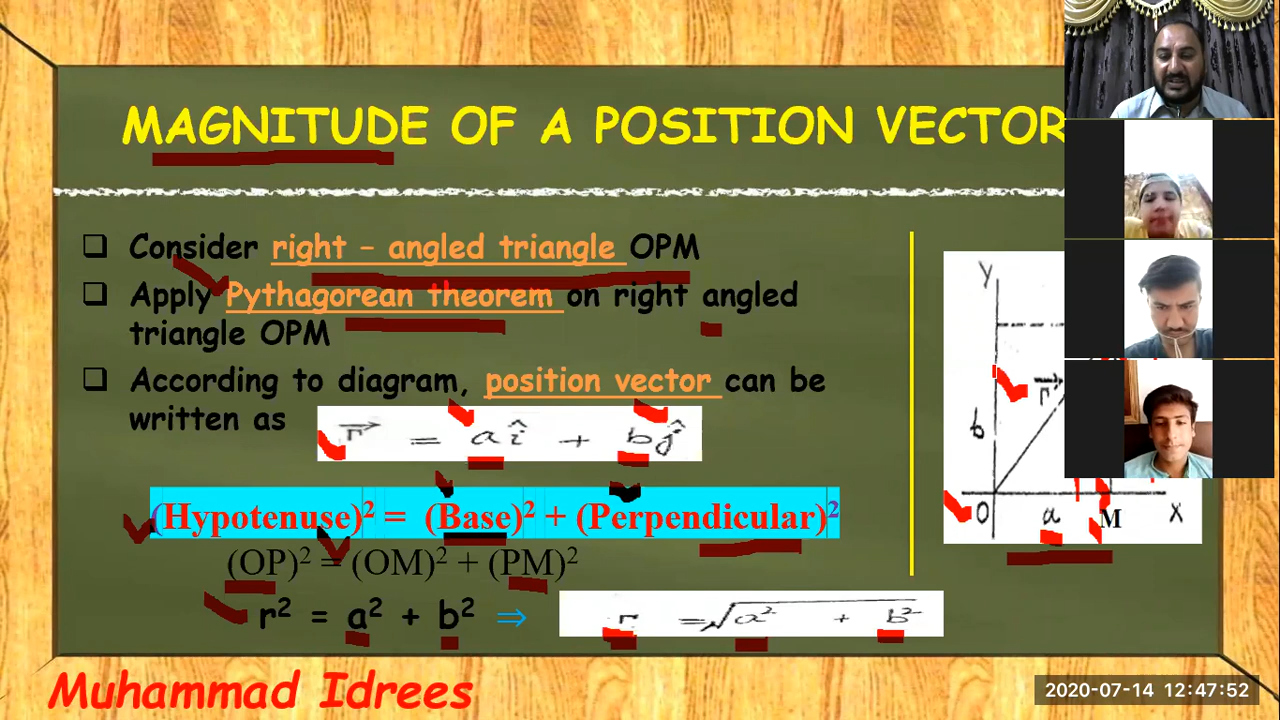 MAGNITUDE OF A POSITION VECTOR
❑ Consider right – angled triangle OPM
❑ Apply Pythagorean theorem on right angled
triangle OPM
❑ According to diagram, position vector can be
written as
r⃗ = a î + b ĵ
(Hypotenuse)² = (Base)² + (Perpendicular)²
(OP)² = (OM)² + (PM)²
r² = a² + b² ⇒ r = √a² + b²
Y
r⃗
b
O a M X
Muhammad Idrees
2020-07-14 12:47:52